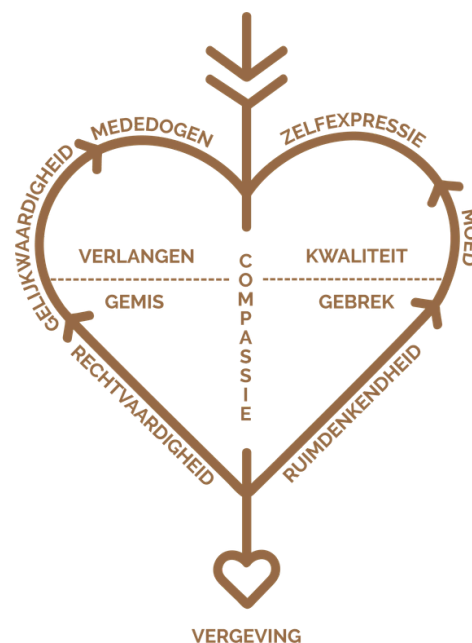 MEDEDOGEN
ZELFEXPRESSIE
GELIJKWAARDIGHEID
MOED
VERLANGEN
KWALITEIT
COMPASSIE
GEMIS
GEBREK
RECHTVAARDIGHEID
RUIMDENKENDHEID
VERGEVING